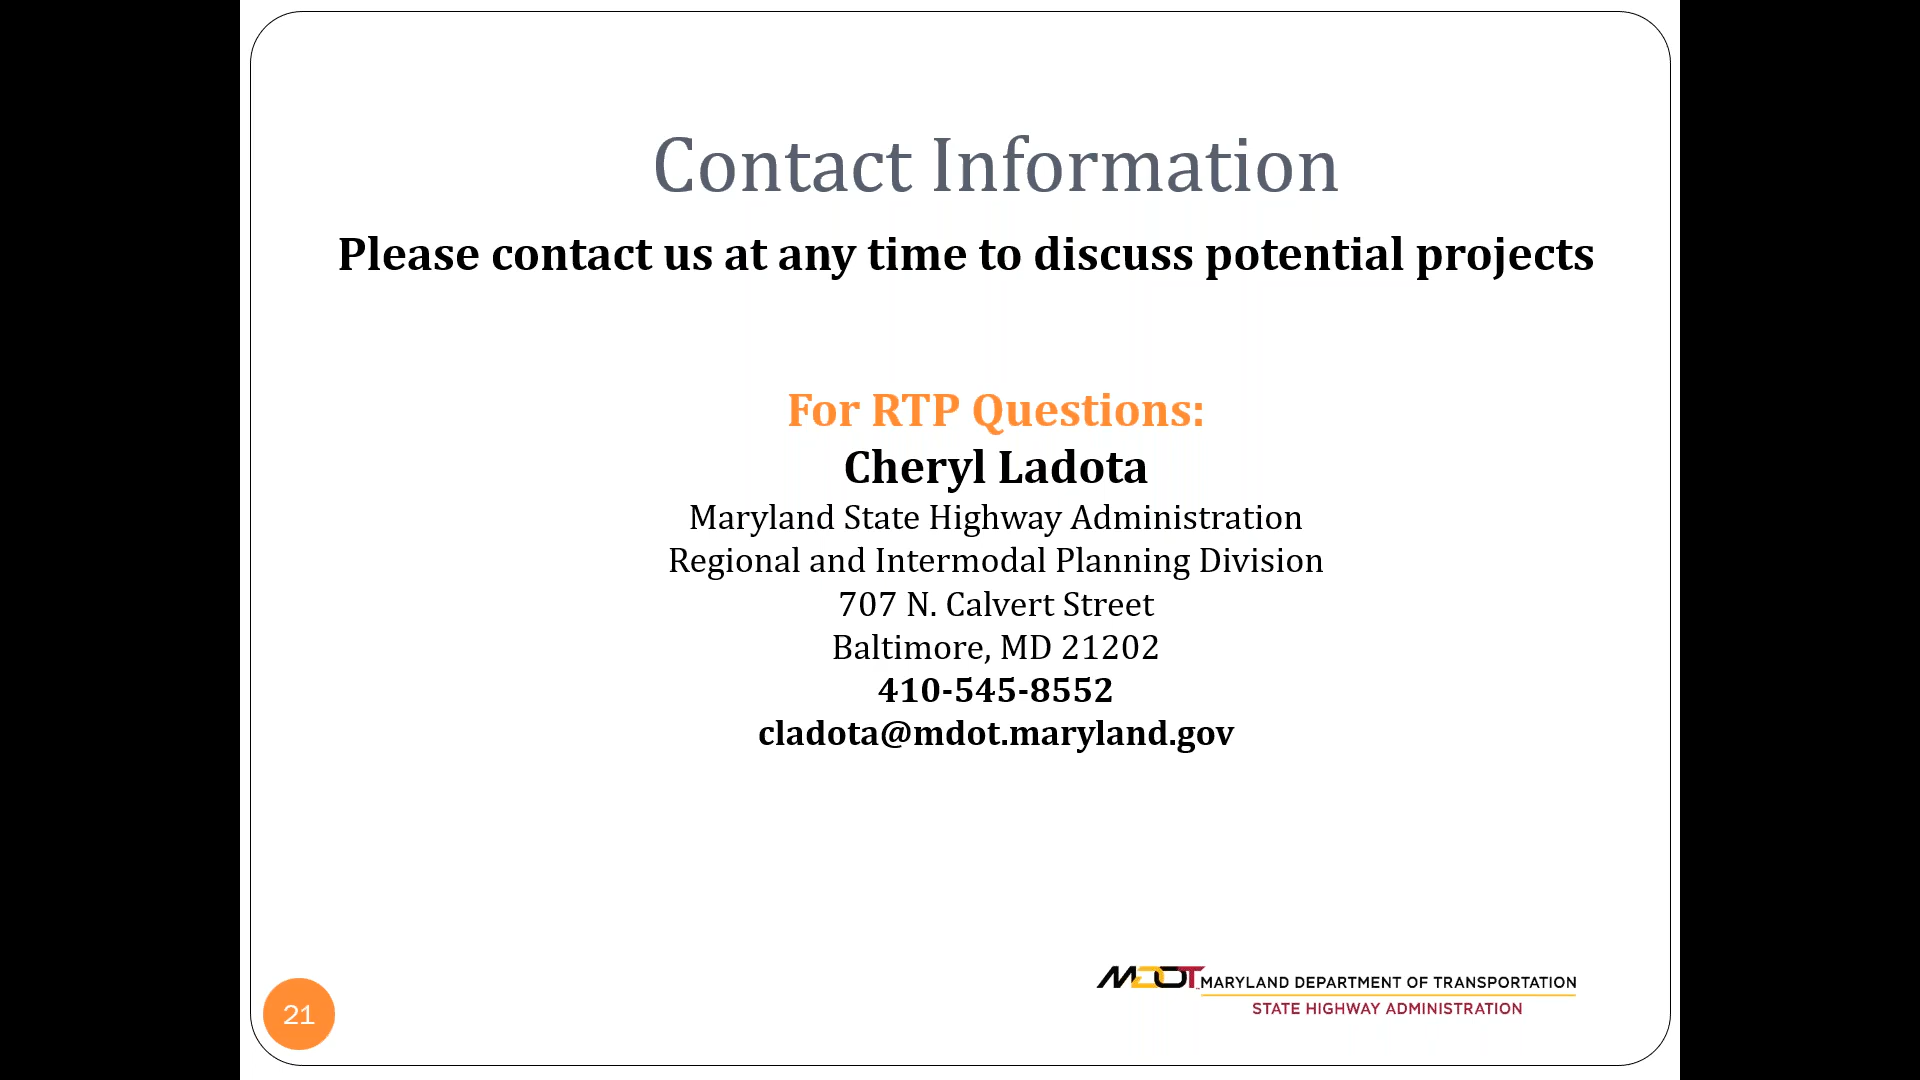 Contact Information
Please contact us at any time to discuss potential projects
For RTP Questions:
Cheryl Ladota
Maryland State Highway Administration
Regional and Intermodal Planning Division
707 N. Calvert Street
Baltimore, MD 21202
410-545-8552
cladota@mdot.maryland.gov
MDOT MARYLAND DEPARTMENT OF TRANSPORTATION
STATE HIGHWAY ADMINISTRATION
21